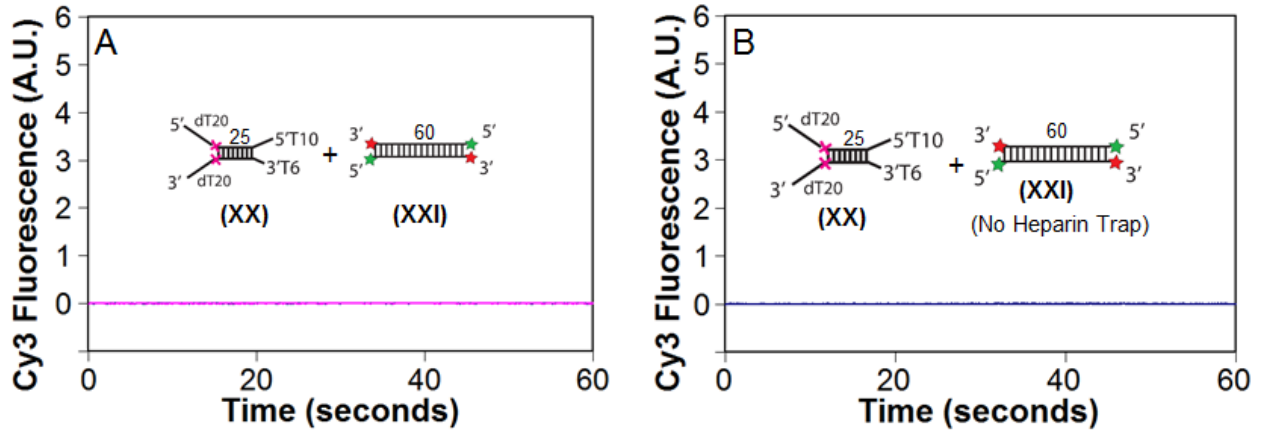 A
Cy3 Fluorescence (A.U.)
6
5
4
3
2
1
0
5′ dT20 25 5′T10
3′ dT20 3′T6
(XX)
+
3′ 60 5′
5′ 3′
(XXI)
0 20 40 60
Time (seconds)
B
Cy3 Fluorescence (A.U.)
6
5
4
3
2
1
0
5′ dT20 25 5′T10
3′ dT20 3′T6
(XX)
+
3′ 60 5′
5′ 3′
(XXI)
(No Heparin Trap)
0 20 40 60
Time (seconds)